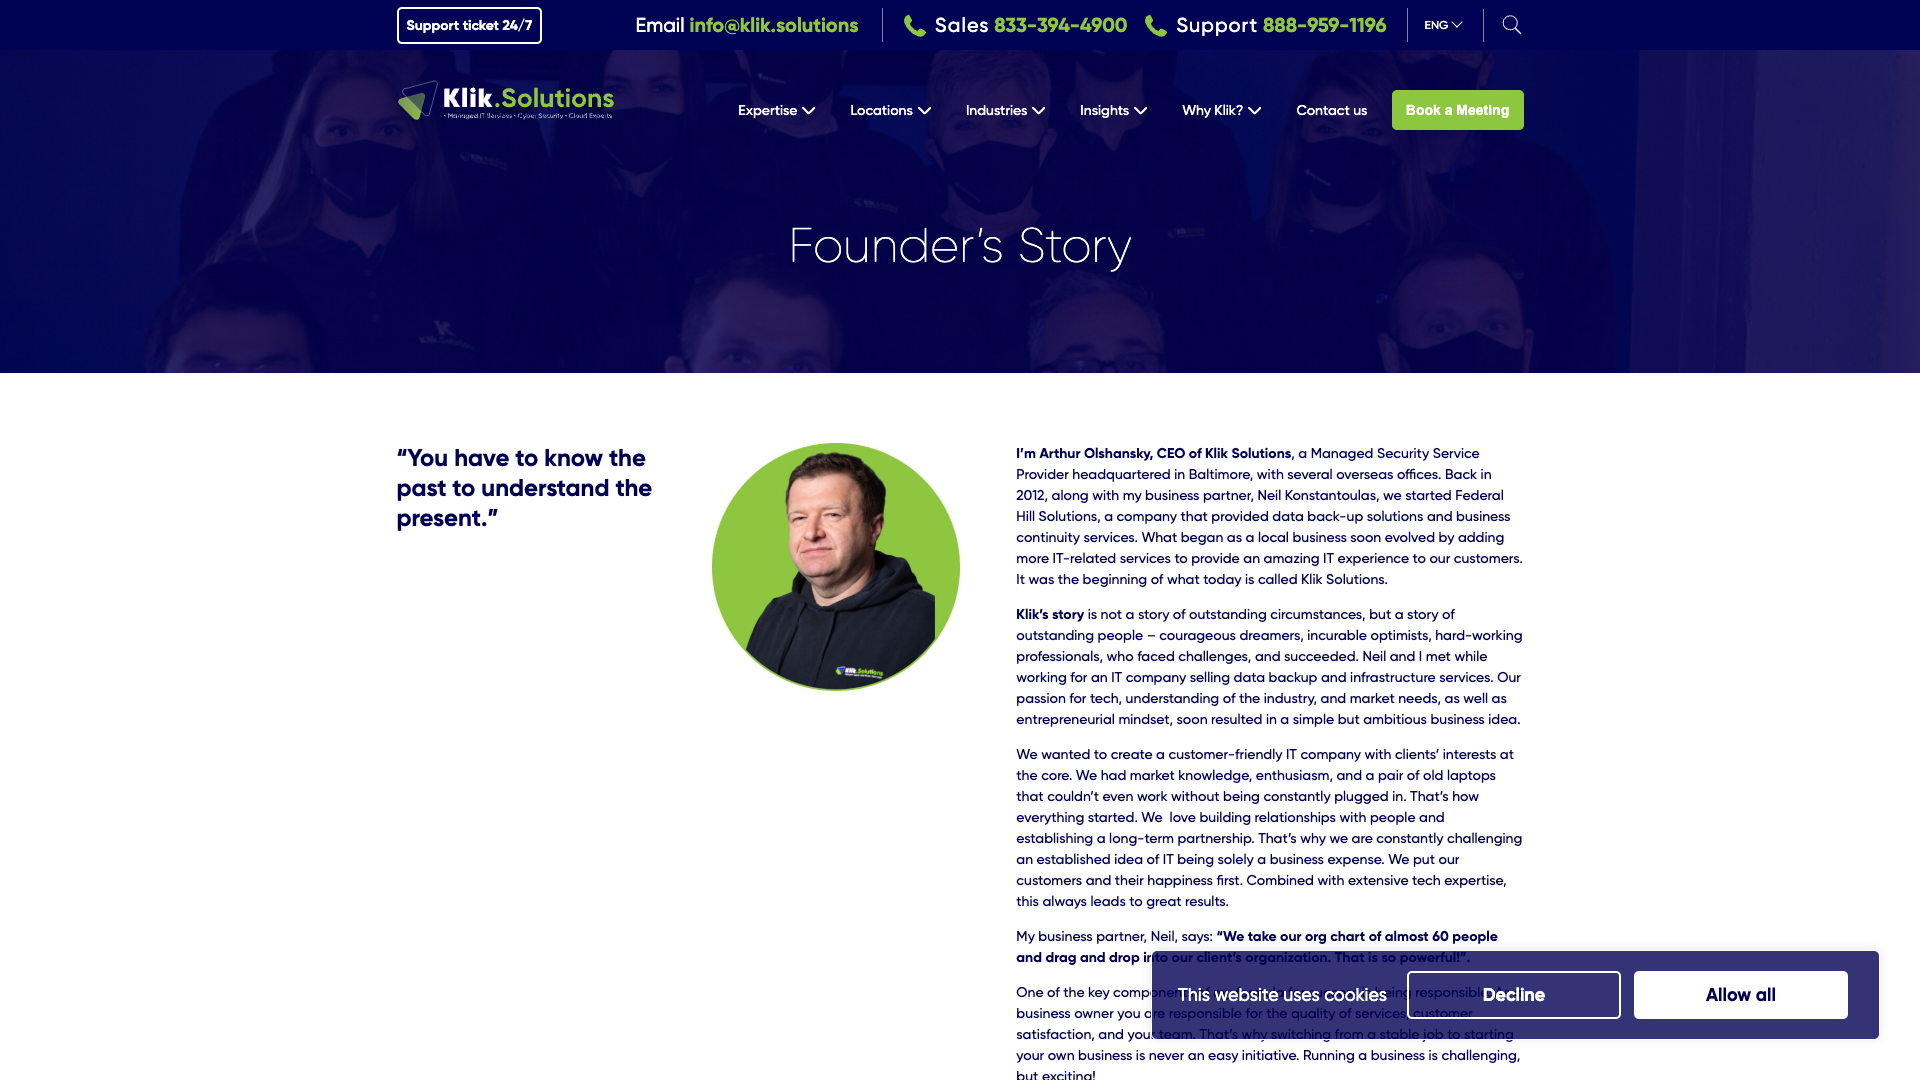 Support ticket 24/7
Email info@klik.solutions
Sales 833-394-4900
Support 888-959-1196
ENG
Klik.Solutions
- Managed IT Services - Cyber Security - Cloud Experts
Expertise
Locations
Industries
Insights
Why Klik?
Contact us
Book a Meeting
Founder’s Story
“You have to know the
past to understand the
present.”
Klik.Solutions
I’m Arthur Olshansky, CEO of Klik Solutions, a Managed Security Service
Provider headquartered in Baltimore, with several overseas offices. Back in
2012, along with my business partner, Neil Konstantoulas, we started Federal
Hill Solutions, a company that provided data back-up solutions and business
continuity services. What began as a local business soon evolved by adding
more IT-related services to provide an amazing IT experience to our customers.
It was the beginning of what today is called Klik Solutions.
Klik’s story is not a story of outstanding circumstances, but a story of
outstanding people – courageous dreamers, incurable optimists, hard-working
professionals, who faced challenges, and succeeded. Neil and I met while
working for an IT company selling data backup and infrastructure services. Our
passion for tech, understanding of the industry, and market needs, as well as
entrepreneurial mindset, soon resulted in a simple but ambitious business idea.
We wanted to create a customer-friendly IT company with clients’ interests at
the core. We had market knowledge, enthusiasm, and a pair of old laptops
that couldn’t even work without being constantly plugged in. That’s how
everything started. We love building relationships with people and
establishing a long-term partnership. That’s why we are constantly challenging
an established idea of IT being solely a business expense. We put our
customers and their happiness first. Combined with extensive tech expertise,
this always leads to great results.
My business partner, Neil, says: “We take our org chart of almost 60 people
and drag and drop into our client’s organization. That is so powerful!”.
One of the key being responsible.
business owner you are responsible for the quality of services, customer
satisfaction, and your team. That’s why switching from a stable job to starting
your own business is never an easy initiative. Running a business is challenging,
but exciting!
This website uses cookies
Decline
Allow all